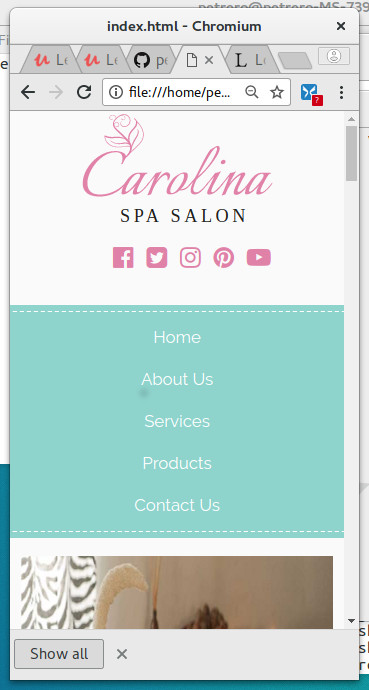 petrero@petrero-MS-739
index.html - Chromium
Le
Le
pe
Lo
file:///home/pe...
?
Carolina
SPA SALON
Home
About Us
Services
Products
Contact Us
Show all